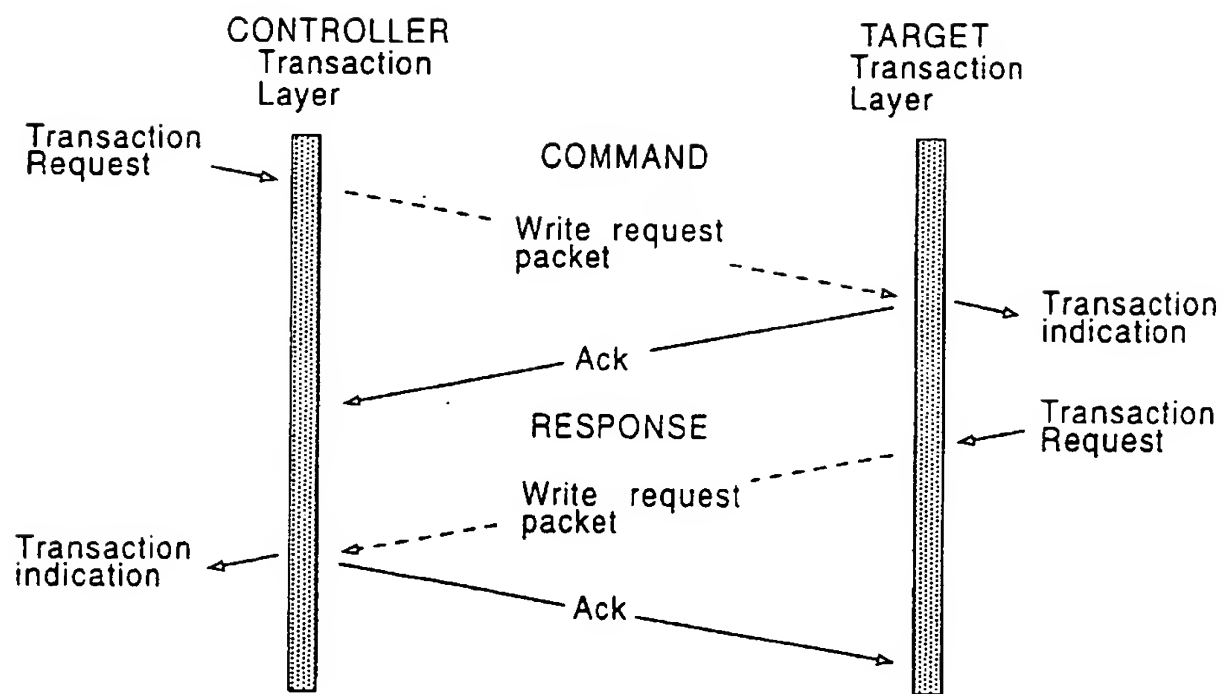 CONTROLLER
Transaction
Layer
TARGET
Transaction
Layer
Transaction
Request
COMMAND
Write request
packet
Transaction
indication
Ack
RESPONSE
Transaction
Request
Write request
packet
Transaction
indication
Ack